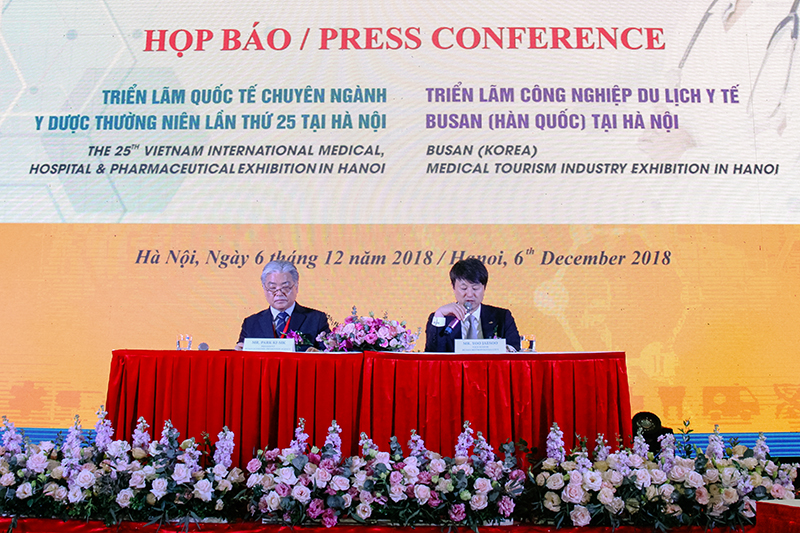 HỌP BÁO / PRESS CONFERENCE
TRIỂN LÃM QUỐC TẾ CHUYÊN NGÀNH
Y DƯỢC THƯỜNG NIÊN LẦN THỨ 25 TẠI HÀ NỘI
THE 25TH VIETNAM INTERNATIONAL MEDICAL,
HOSPITAL & PHARMACEUTICAL EXHIBITION IN HANOI
TRIỂN LÃM CÔNG NGHIỆP DU LỊCH Y TẾ
BUSAN (HÀN QUỐC) TẠI HÀ NỘI
BUSAN (KOREA)
MEDICAL TOURISM INDUSTRY EXHIBITION IN HANOI
Hà Nội, Ngày 6 tháng 12 năm 2018 / Hanoi, 6th December 2018
MR.
MR.